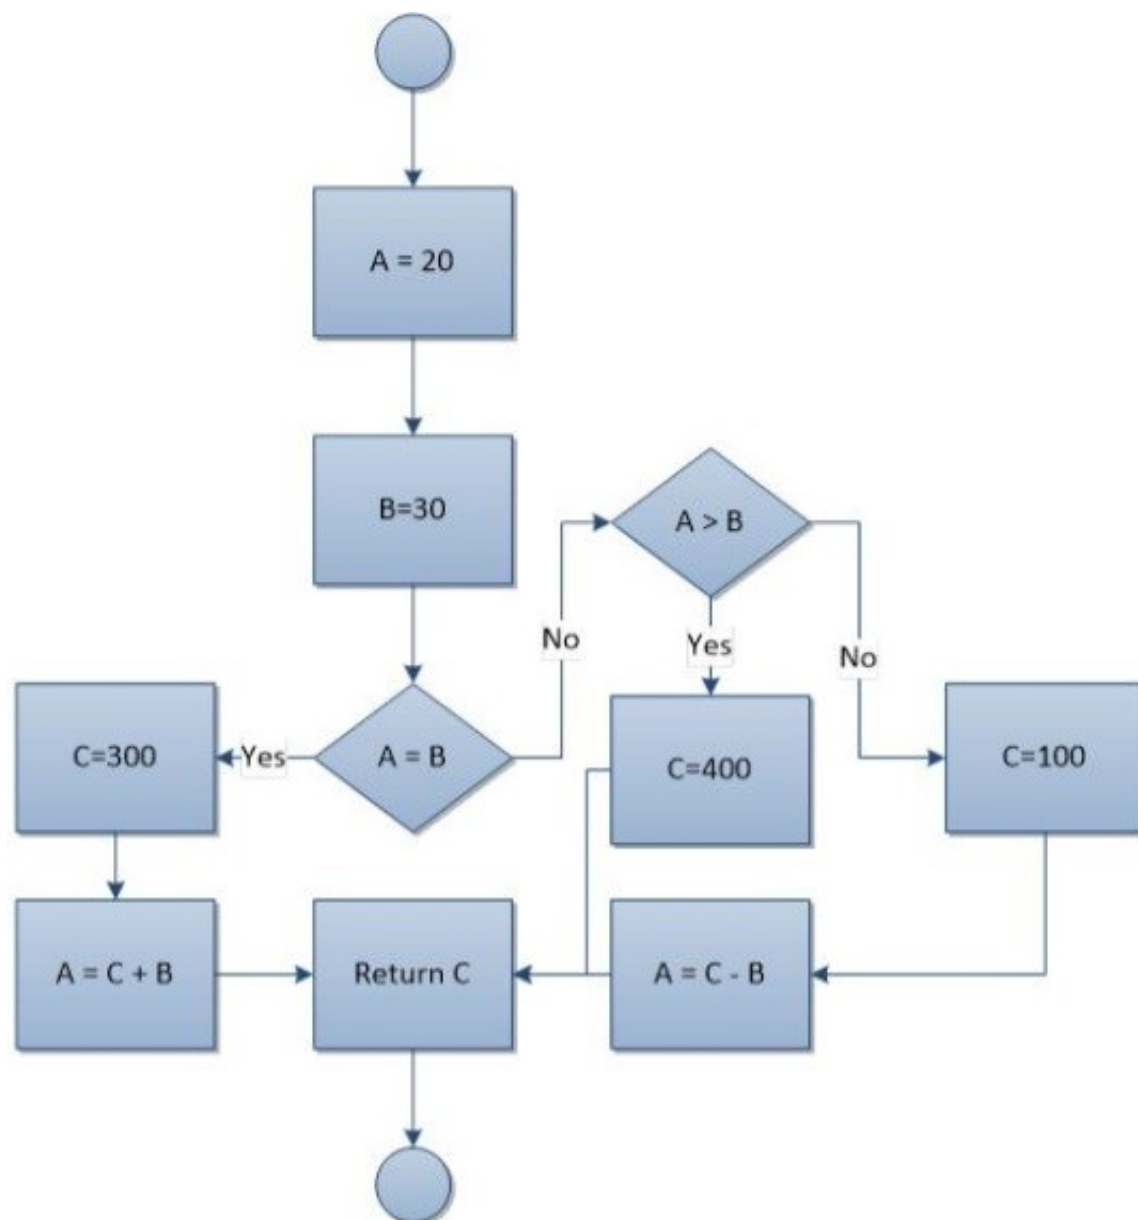 A = 20
B=30
A > B
No
Yes
No
C=300
Yes
A = B
C=400
C=100
A = C + B
Return C
A = C - B